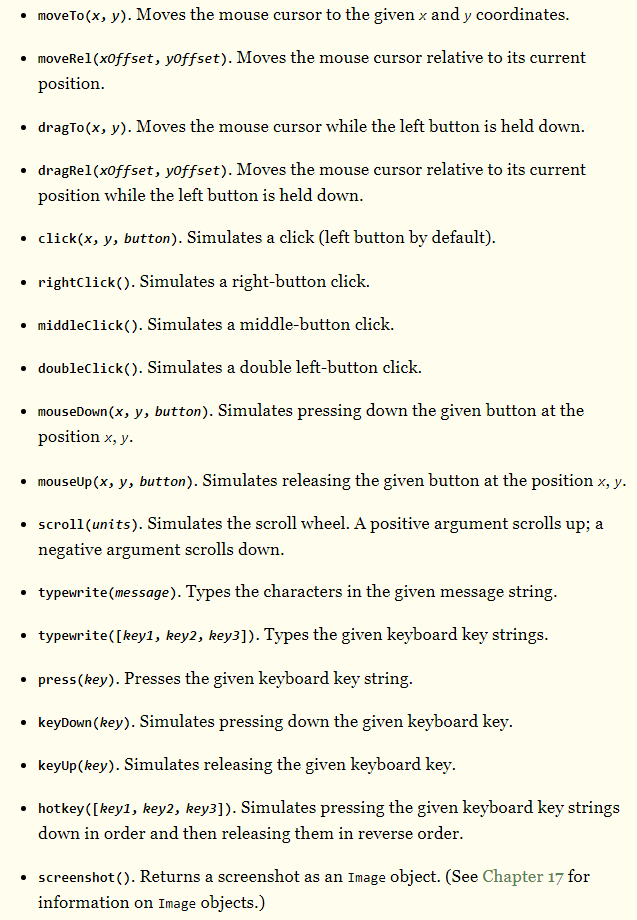 • moveTo(x, y). Moves the mouse cursor to the given x and y coordinates.
• moveRel(xOffset, yOffset). Moves the mouse cursor relative to its current
position.
• dragTo(x, y). Moves the mouse cursor while the left button is held down.
• dragRel(xOffset, yOffset). Moves the mouse cursor relative to its current
position while the left button is held down.
• click(x, y, button). Simulates a click (left button by default).
• rightClick(). Simulates a right-button click.
• middleClick(). Simulates a middle-button click.
• doubleClick(). Simulates a double left-button click.
• mouseDown(x, y, button). Simulates pressing down the given button at the
position x, y.
• mouseUp(x, y, button). Simulates releasing the given button at the position x, y.
• scroll(units). Simulates the scroll wheel. A positive argument scrolls up; a
negative argument scrolls down.
• typewrite(message). Types the characters in the given message string.
• typewrite([key1, key2, key3]). Types the given keyboard key strings.
• press(key). Presses the given keyboard key string.
• keyDown(key). Simulates pressing down the given keyboard key.
• keyUp(key). Simulates releasing the given keyboard key.
• hotkey([key1, key2, key3]). Simulates pressing the given keyboard key strings
down in order and then releasing them in reverse order.
• screenshot(). Returns a screenshot as an Image object. (See Chapter 17 for
information on Image objects.)